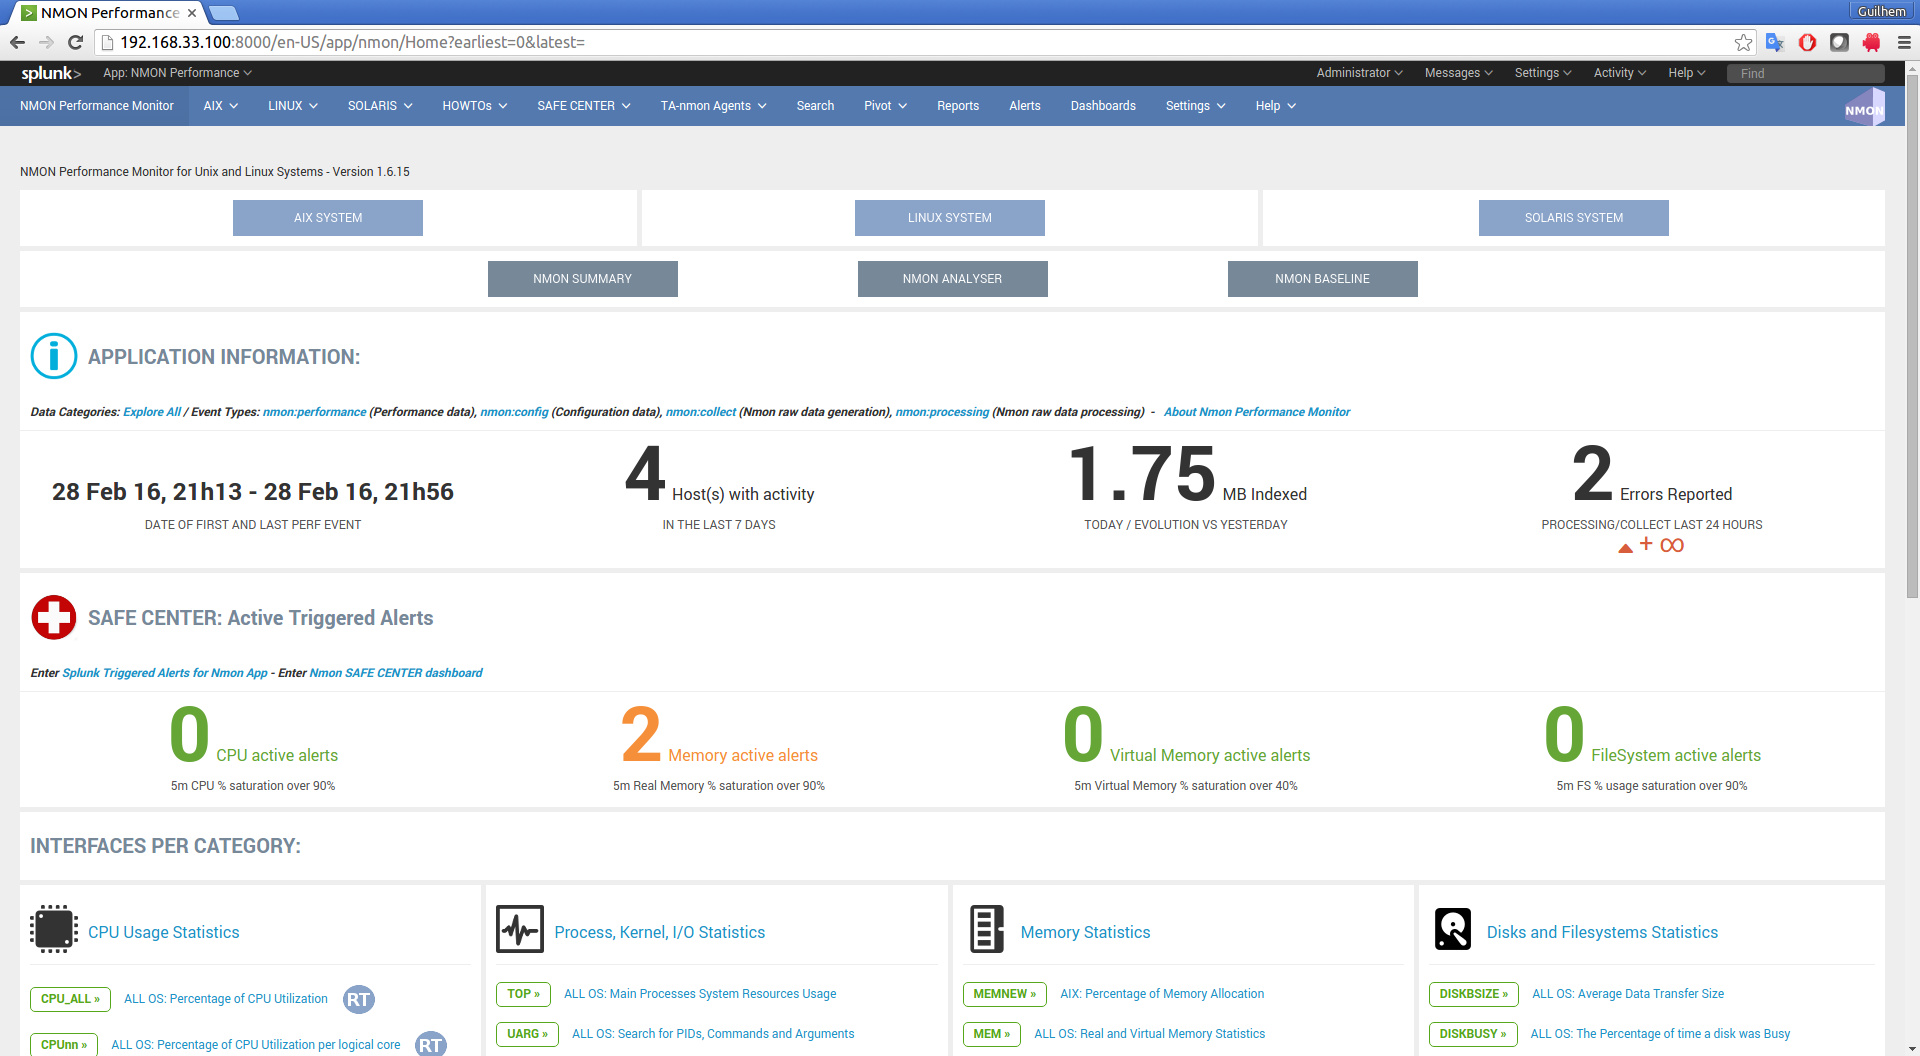 NMON Performance
Guilhem
192.168.33.100:8000/en-US/app/nmon/Home?earliest=0&latest=
splunk> App: NMON Performance Administrator Messages Settings Activity Help Find
NMON Performance Monitor AIX LINUX SOLARIS HOWTOs SAFE CENTER TA-nmon Agents Search Pivot Reports Alerts Dashboards Settings Help NMON
NMON Performance Monitor for Unix and Linux Systems - Version 1.6.15
AIX SYSTEM LINUX SYSTEM SOLARIS SYSTEM
NMON SUMMARY NMON ANALYSER NMON BASELINE
APPLICATION INFORMATION:
Data Categories: Explore All / Event Types: nmon:performance (Performance data), nmon:config (Configuration data), nmon:collect (Nmon raw data generation), nmon:processing (Nmon raw data processing) - About Nmon Performance Monitor
28 Feb 16, 21h13 - 28 Feb 16, 21h56 4 Host(s) with activity 1.75 MB Indexed 2 Errors Reported
DATE OF FIRST AND LAST PERF EVENT IN THE LAST 7 DAYS TODAY / EVOLUTION VS YESTERDAY PROCESSING/COLLECT LAST 24 HOURS
+ ∞
SAFE CENTER: Active Triggered Alerts
Enter Splunk Triggered Alerts for Nmon App - Enter Nmon SAFE CENTER dashboard
0 CPU active alerts 2 Memory active alerts 0 Virtual Memory active alerts 0 FileSystem active alerts
5m CPU % saturation over 90% 5m Real Memory % saturation over 90% 5m Virtual Memory % saturation over 40% 5m FS % usage saturation over 90%
INTERFACES PER CATEGORY:
CPU Usage Statistics Process, Kernel, I/O Statistics Memory Statistics Disks and Filesystems Statistics
CPU_ALL » ALL OS: Percentage of CPU Utilization RT TOP » ALL OS: Main Processes System Resources Usage MEMNEW » AIX: Percentage of Memory Allocation DISKBSIZE » ALL OS: Average Data Transfer Size
CPUnn » ALL OS: Percentage of CPU Utilization per logical core RT UARG » ALL OS: Search for PIDs, Commands and Arguments MEM » ALL OS: Real and Virtual Memory Statistics DISKBUSY » ALL OS: The Percentage of time a disk was Busy